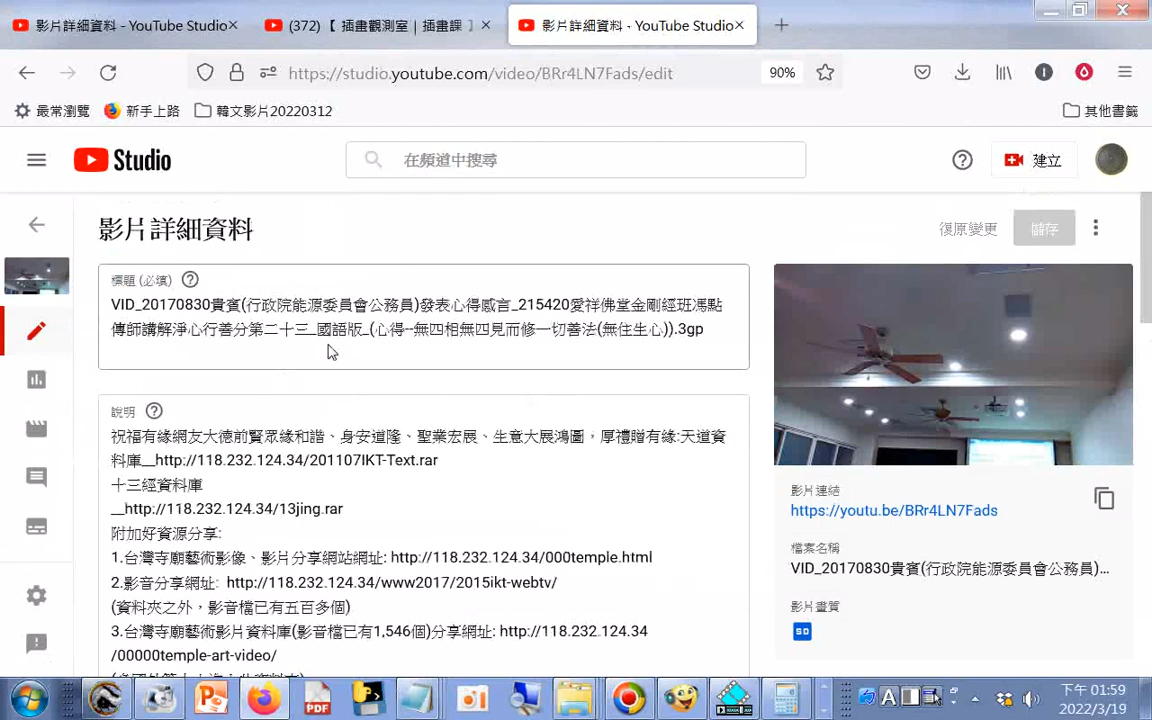 影片詳細資料 - YouTube Studio
(372)【 插畫觀測室 | 插畫課 】
影片詳細資料 - YouTube Studio
https://studio.youtube.com/video/BRr4LN7Fads/edit
90%
最常瀏覽
新手上路
韓文影片20220312
其他書籤
Studio
在頻道中搜尋
建立
影片詳細資料
復原變更
儲存
標題 (必填)
VID_20170830貴賓(行政院能源委員會公務員)發表心得感言_215420愛祥佛堂金剛經班馮點
傳師講解淨心行善分第二十三_國語版_(心得--無四相無四見而修一切善法(無住生心)).3gp
說明
祝福有緣網友大德前賢眾緣和諧、身安道隆、聖業宏展、生意大展鴻圖，厚禮贈有緣:天道資
料庫__http://118.232.124.34/201107IKT-Text.rar
十三經資料庫
__http://118.232.124.34/13jing.rar
附加好資源分享:
1.台灣寺廟藝術影像、影片分享網站網址: http://118.232.124.34/000temple.html
2.影音分享網址: http://118.232.124.34/www2017/2015ikt-webtv/
(資料夾之外，影音檔已有五百多個)
3.台灣寺廟藝術影片資料庫(影音檔已有1,546個)分享網址: http://118.232.124.34
/00000temple-art-video/
影片連結
https://youtu.be/BRr4LN7Fads
檔案名稱
VID_20170830貴賓(行政院能源委員會公務員)...
影片畫質
SD
PDF
A
下午 01:59
2022/3/19